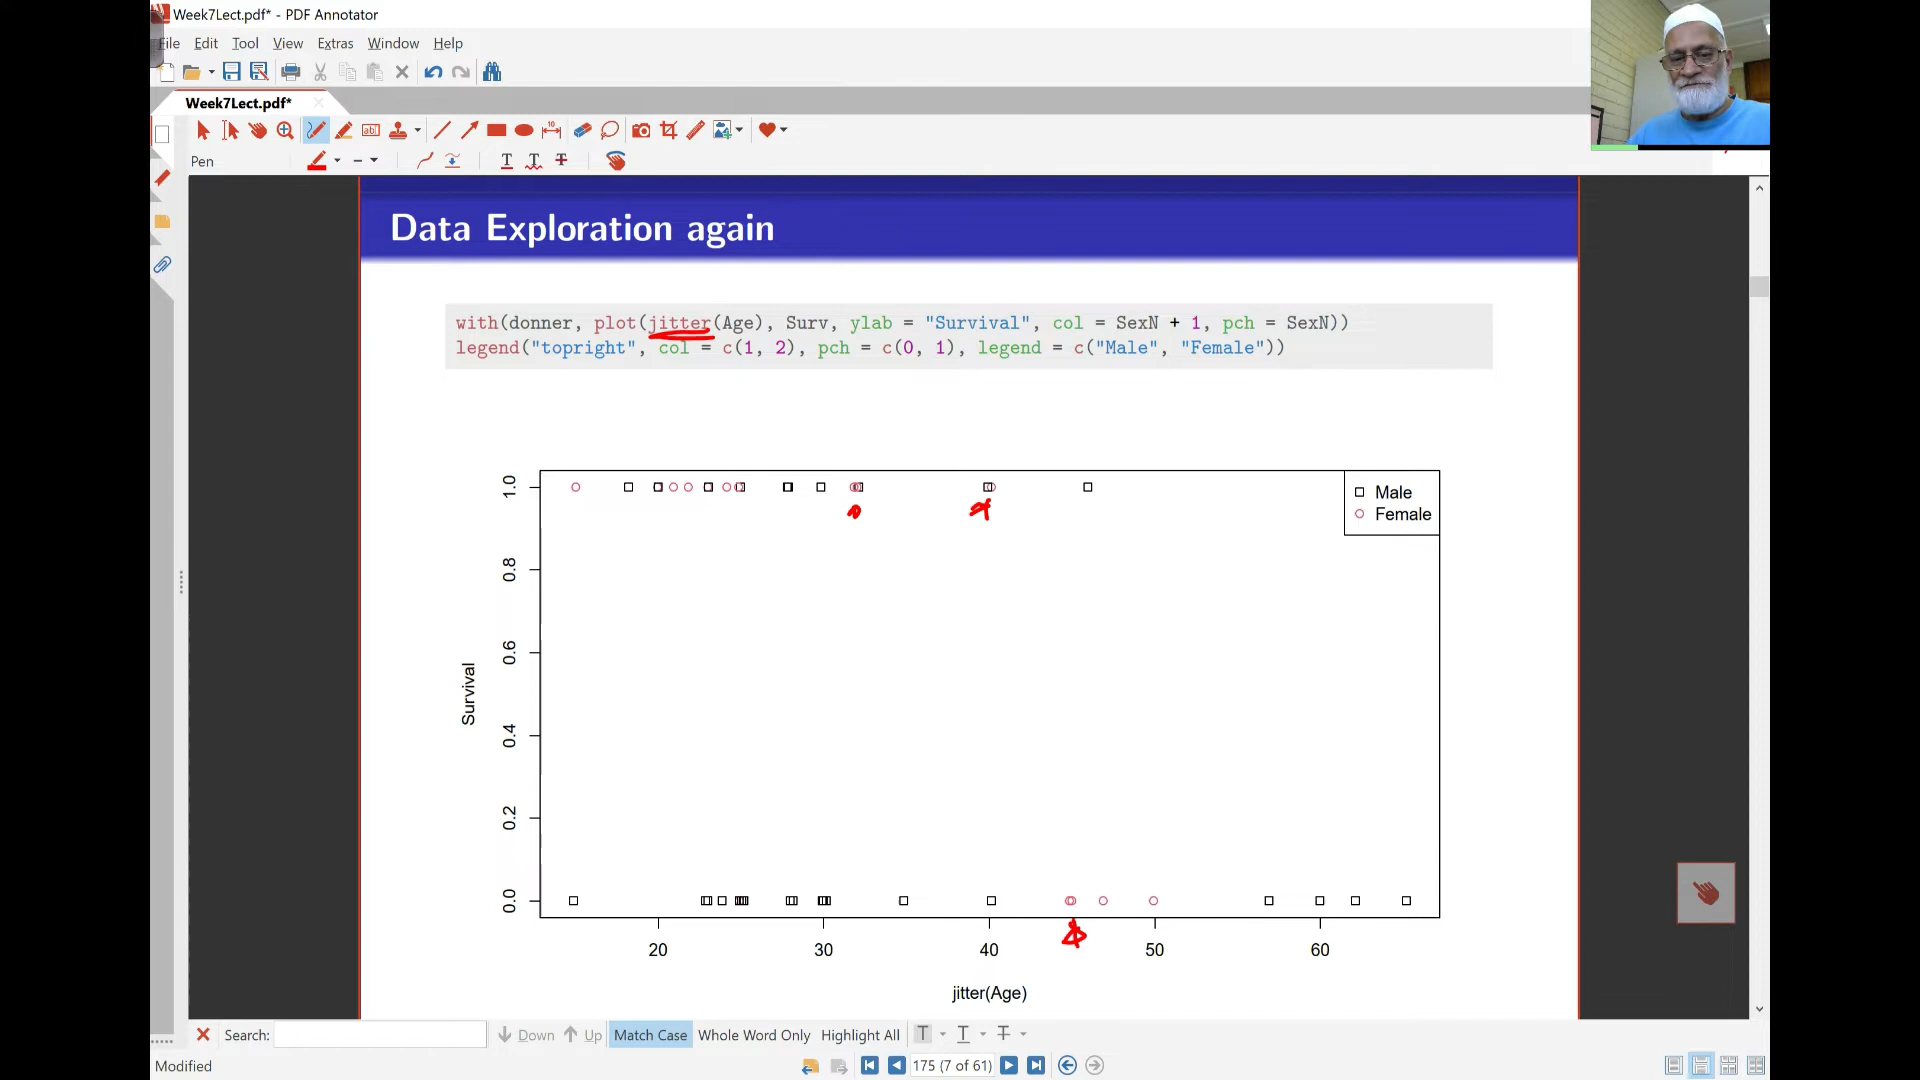 Week7Lect.pdf* - PDF Annotator
File Edit Tool View Extras Window Help
Week7Lect.pdf*
Pen
Data Exploration again
with(donner, plot(jitter(Age), Surv, ylab = "Survival", col = SexN + 1, pch = SexN))
legend("topright", col = c(1, 2), pch = c(0, 1), legend = c("Male", "Female"))
Male
Female
1.0
0.8
0.6
0.4
0.2
0.0
Survival
20 30 40 50 60
jitter(Age)
Search: Down Up Match Case Whole Word Only Highlight All
Modified 175 (7 of 61)